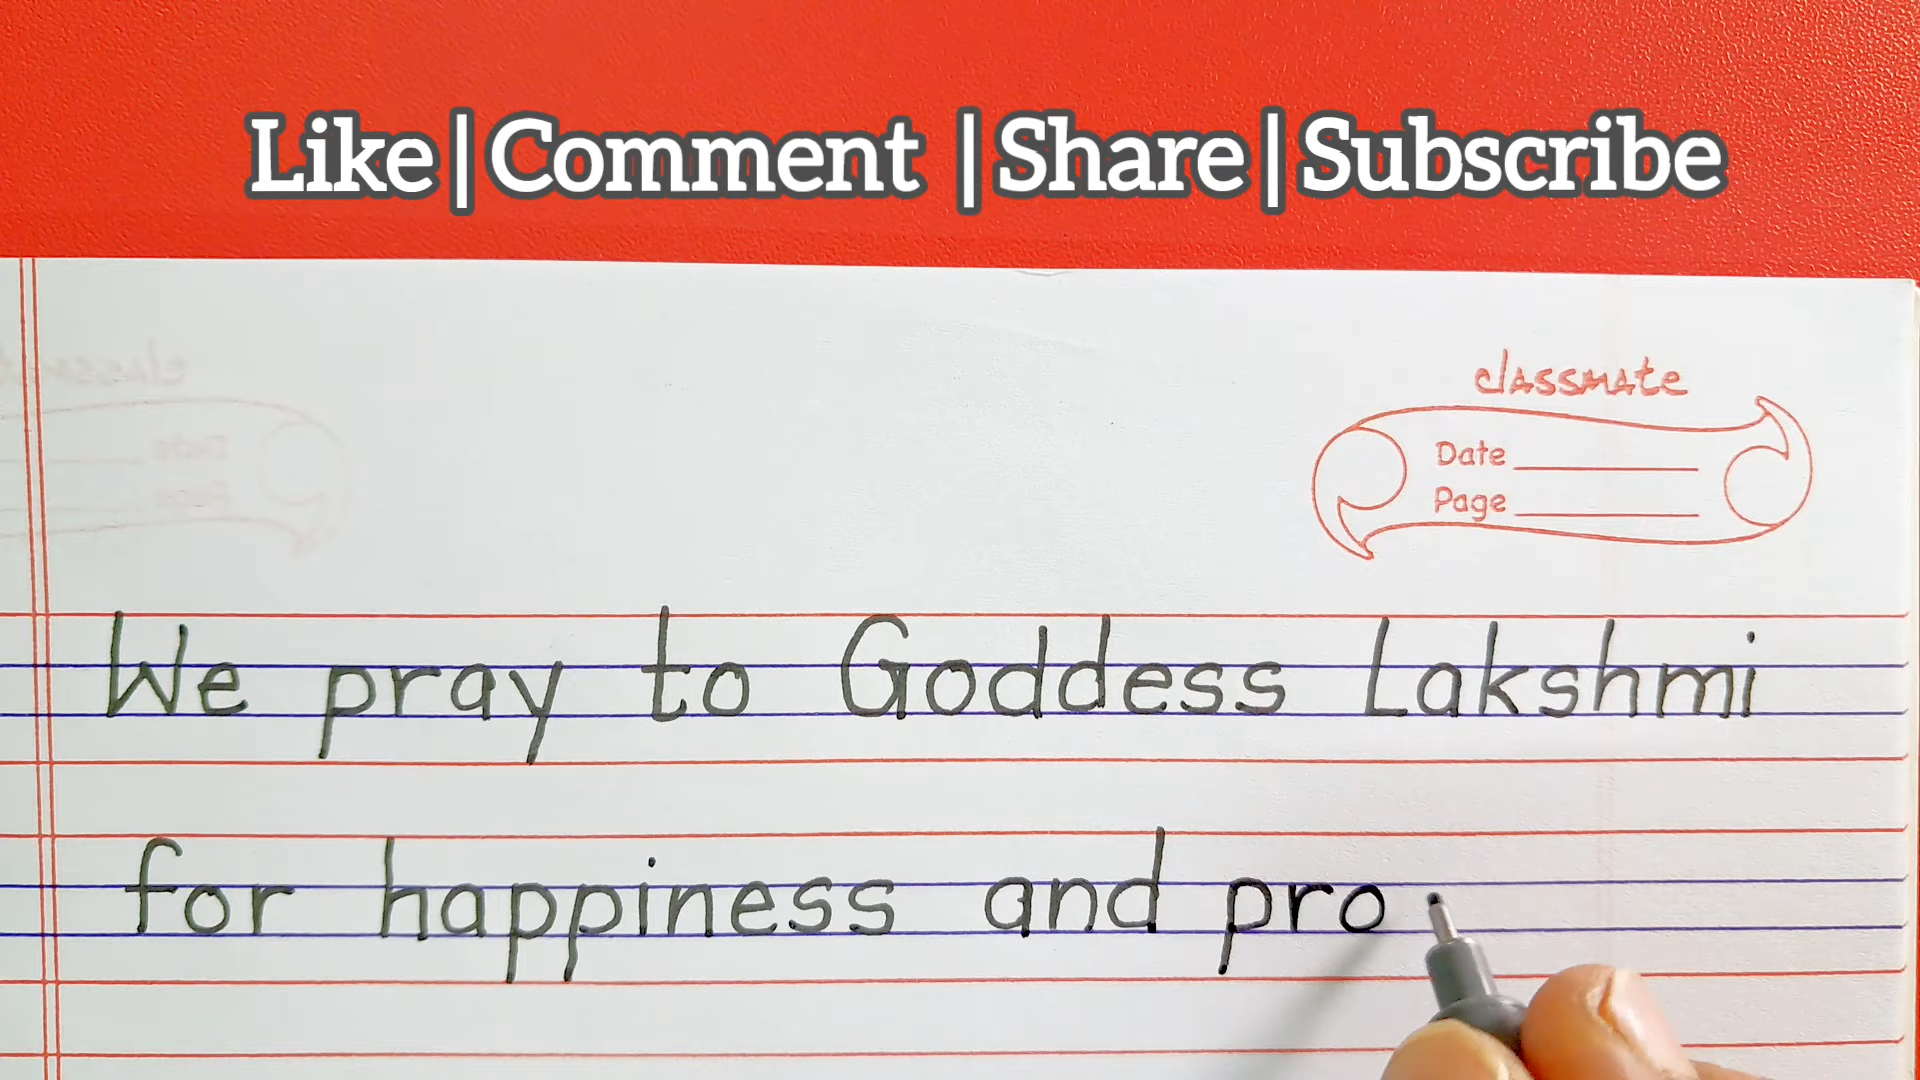 Like|Comment |Share|Subscribe
classmate
Date
Page
We pray to Goddess Lakshmi
for happiness and pro